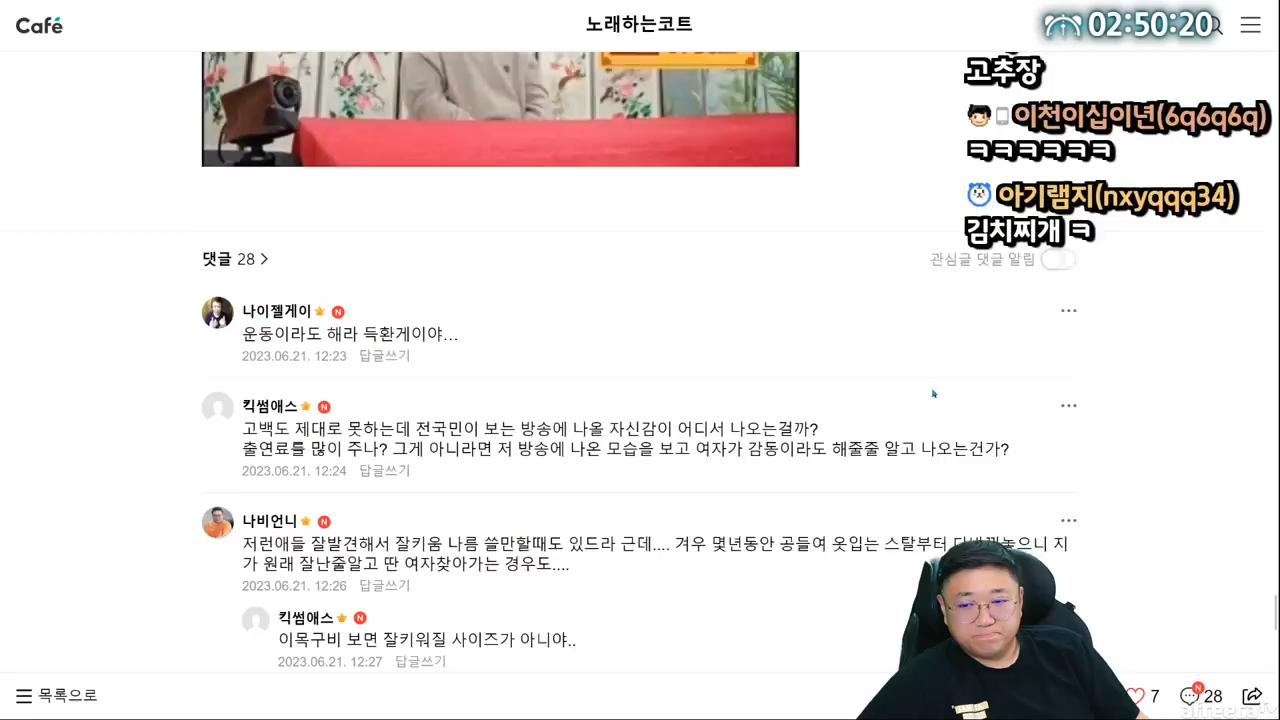 Café
노래하는코트
02:50:20
고추장
이천이십이년(6q6q6q)
ㅋㅋㅋㅋㅋㅋ
아기램지(nxyqqq34)
김치찌개 ㅋ
댓글 28
관심글 댓글 알림
나이젤게이 N
운동이라도 해라 득환게이야...
2023.06.21. 12:23 답글쓰기
킥썸애스 N
고백도 제대로 못하는데 전국민이 보는 방송에 나올 자신감이 어디서 나오는걸까?
출연료를 많이 주나? 그게 아니라면 저 방송에 나온 모습을 보고 여자가 감동이라도 해줄줄 알고 나오는건가?
2023.06.21. 12:24 답글쓰기
나비언니 N
저런애들 잘발견해서 잘키움 나름 쓸만할때도 있드라 근데.... 겨우 몇년동안 공들여 옷입는 스탈부터 지
가 원래 잘난줄알고 딴 여자찾아가는 경우도....
2023.06.21. 12:26 답글쓰기
킥썸애스 N
이목구비 보면 잘키워질 사이즈가 아니야..
2023.06.21. 12:27 답글쓰기
목록으로
7
N
28
afreecaTV